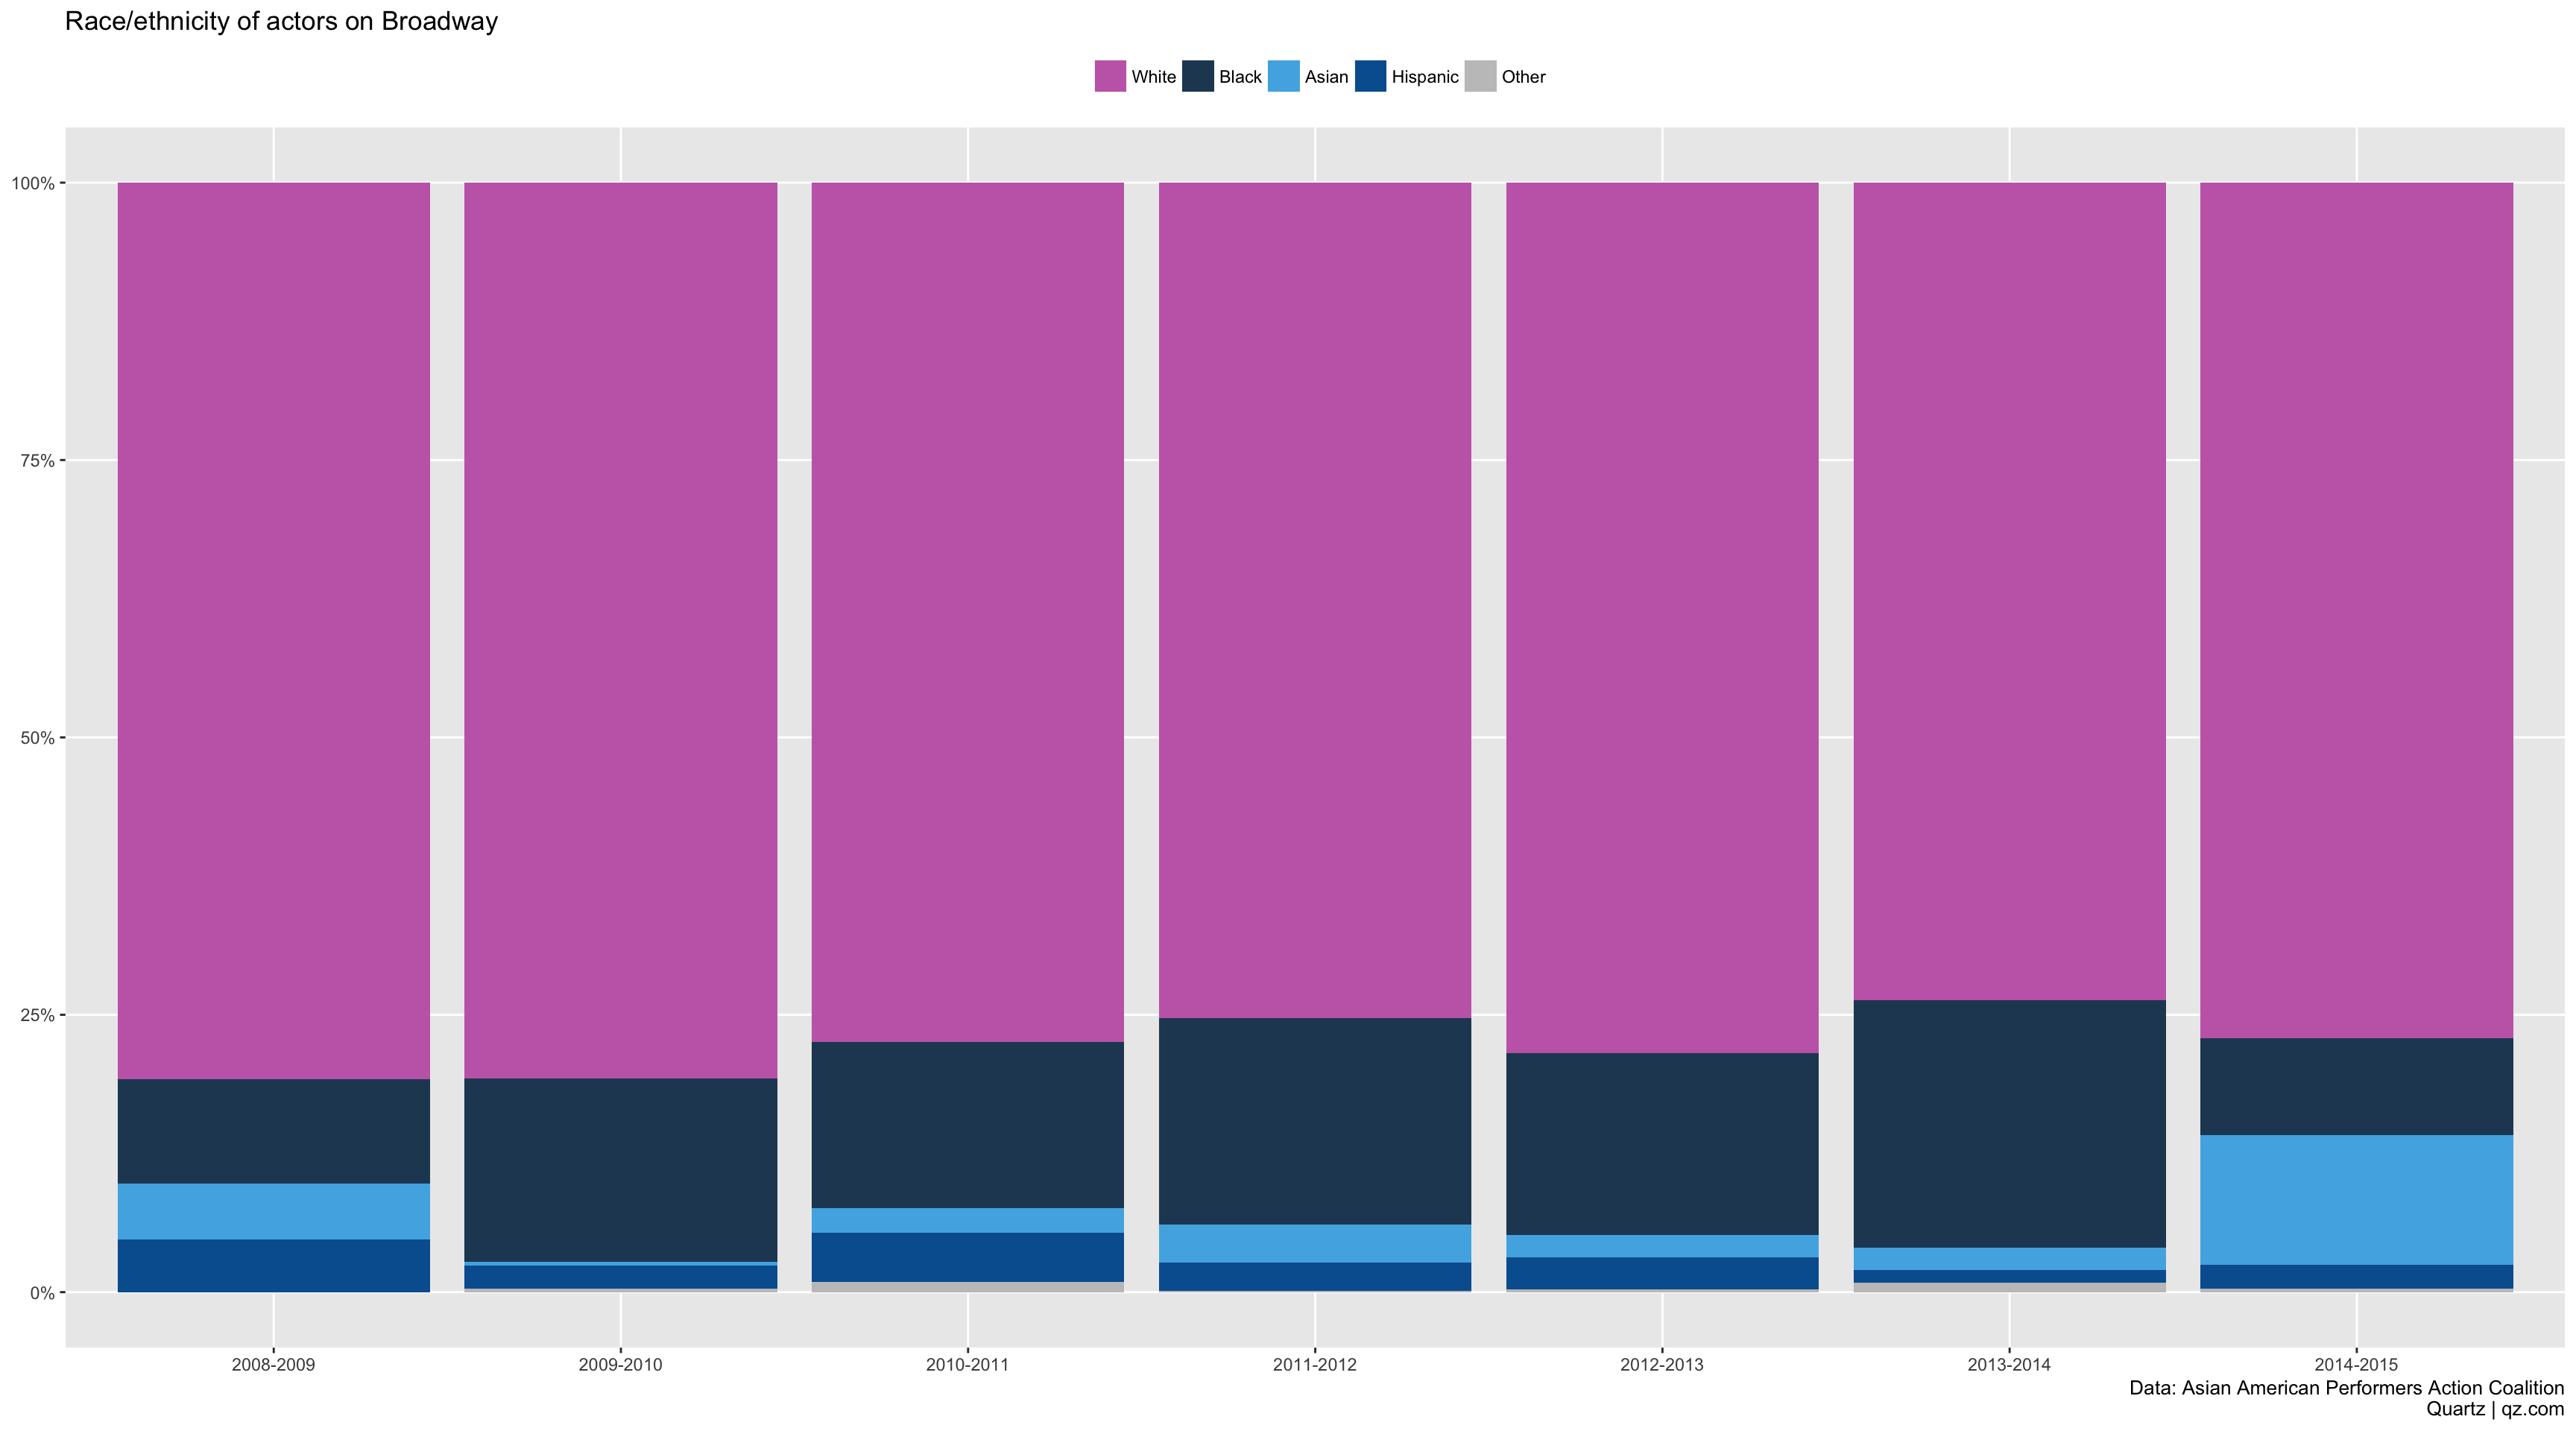 Race/ethnicity of actors on Broadway
White Black Asian Hispanic Other
100%
75%
50%
25%
0%
2008-2009 2009-2010 2010-2011 2011-2012 2012-2013 2013-2014 2014-2015
Data: Asian American Performers Action Coalition
Quartz | qz.com